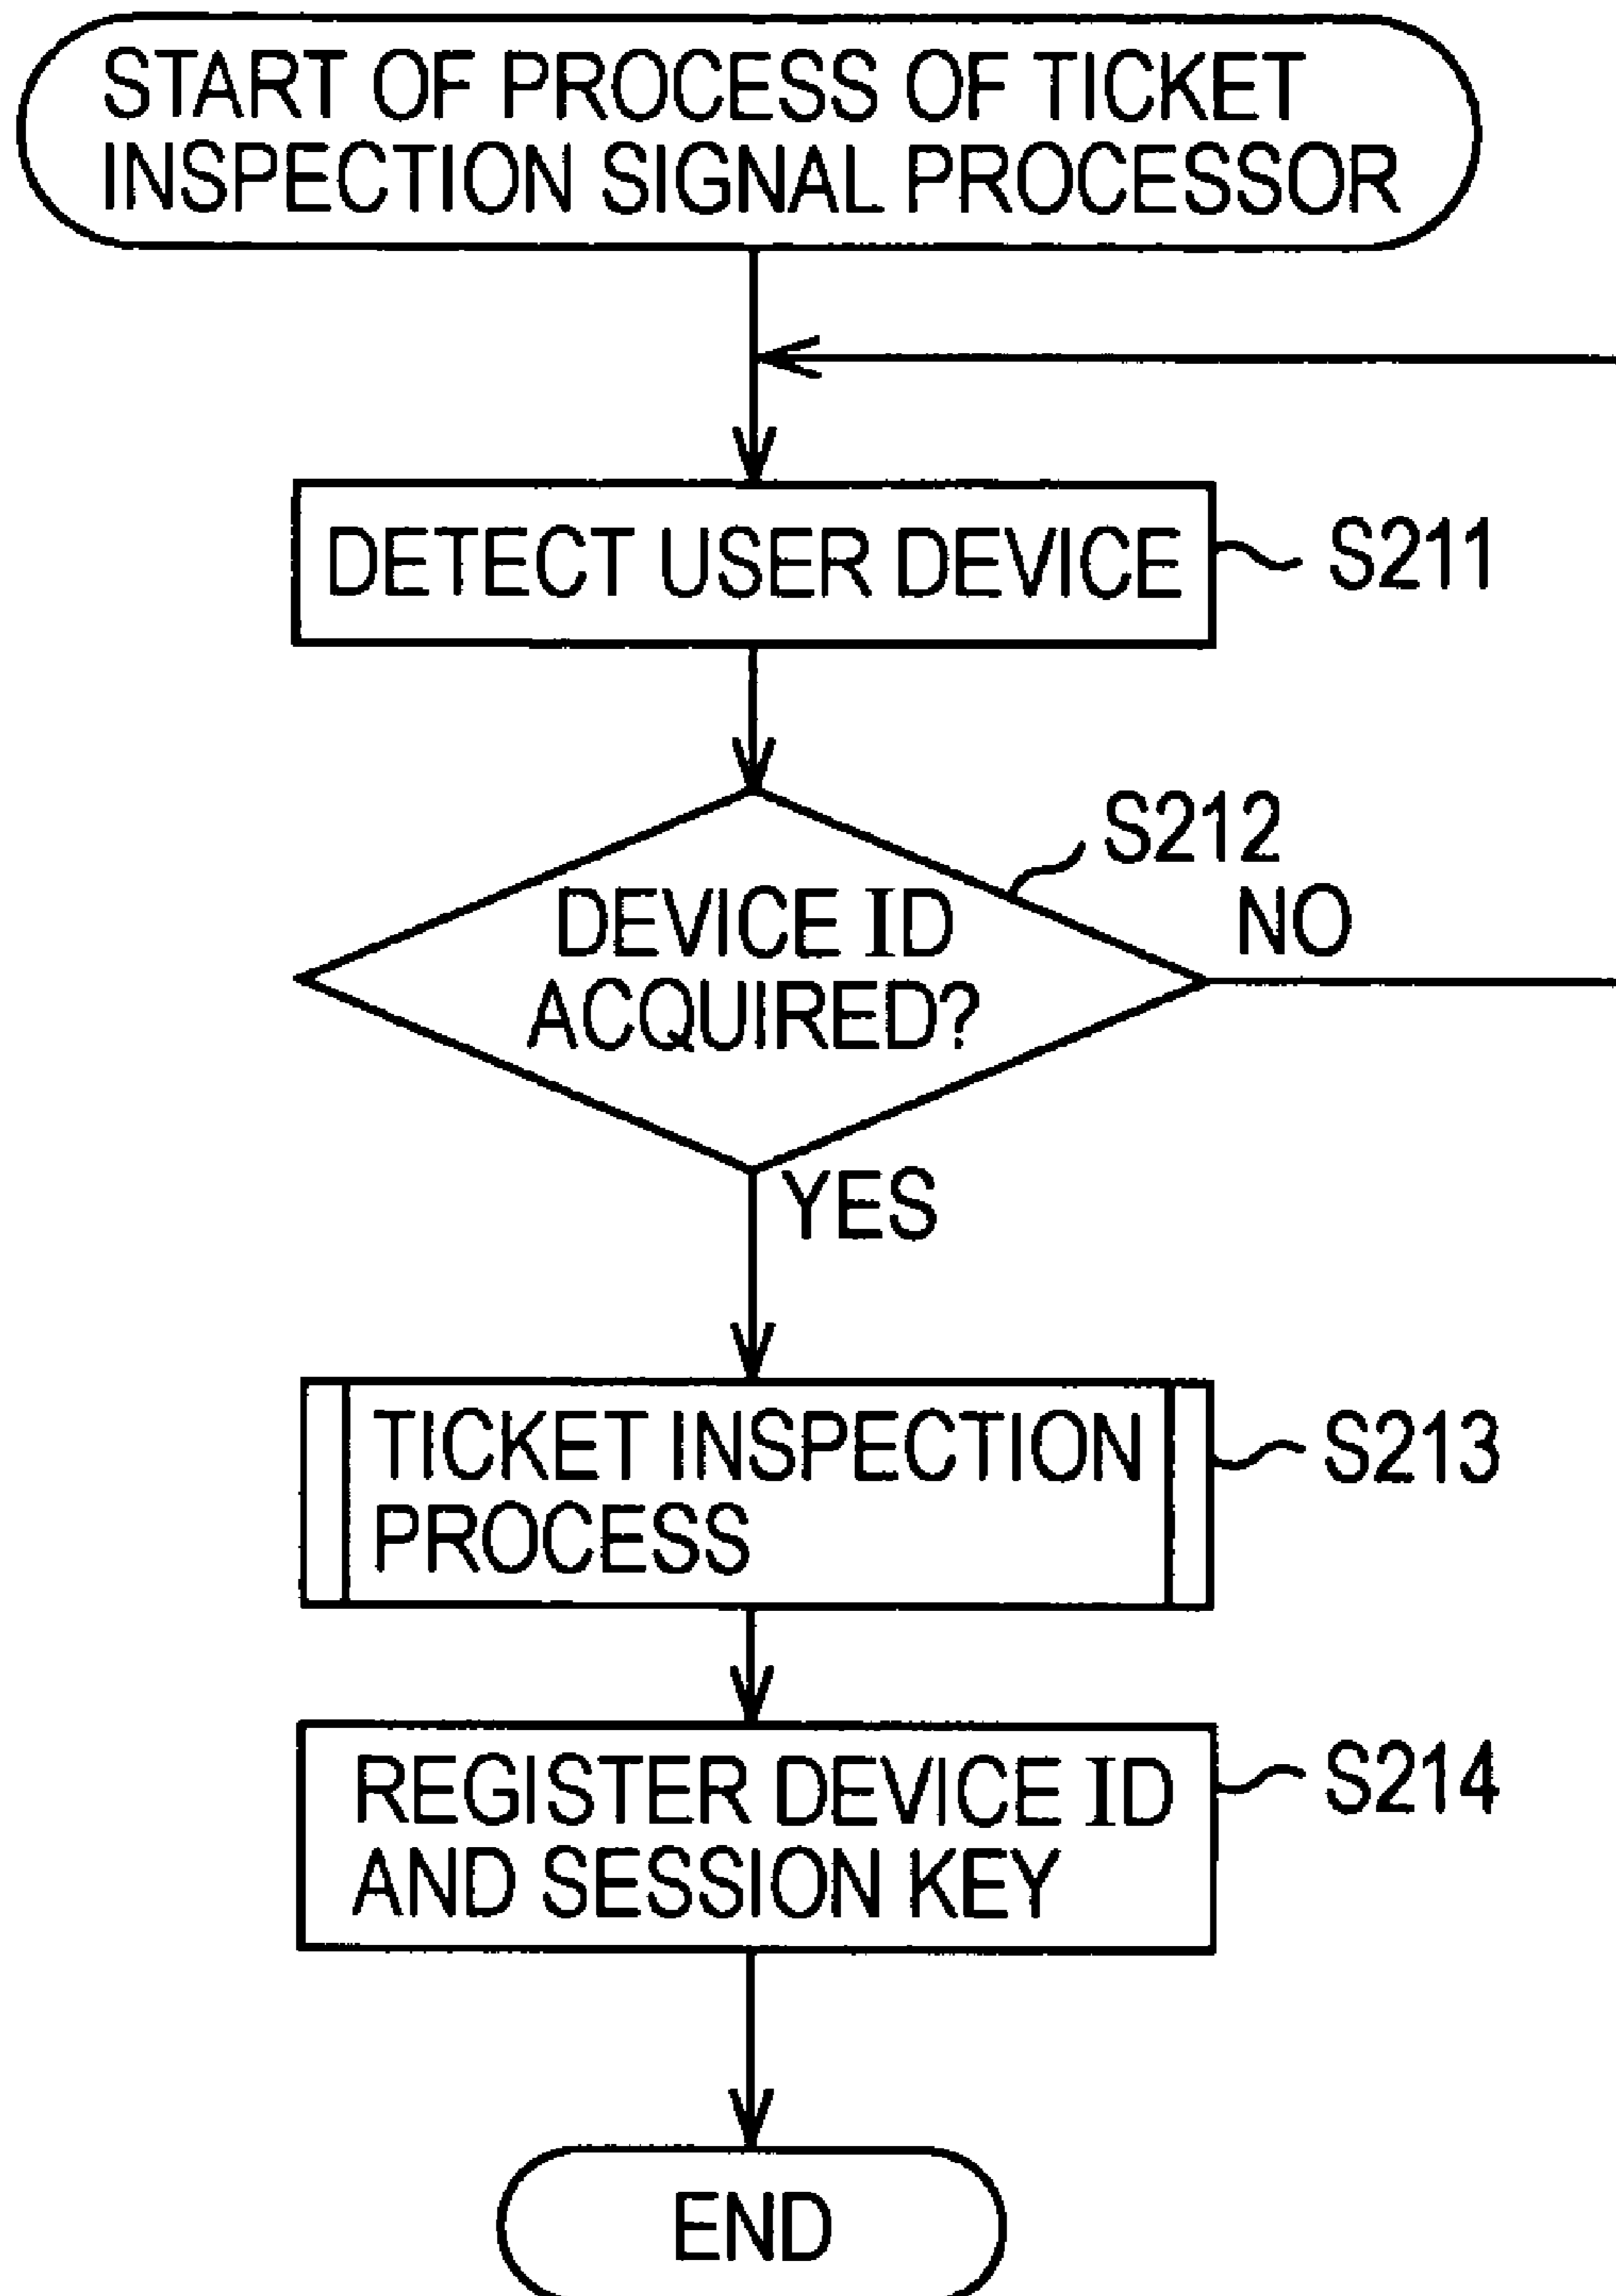 START OF PROCESS OF TICKET
INSPECTION SIGNAL PROCESSOR
DETECT USER DEVICE
S211
S212
DEVICE ID
ACQUIRED?
NO
YES
TICKET INSPECTION
PROCESS
S213
REGISTER DEVICE ID
AND SESSION KEY
S214
END